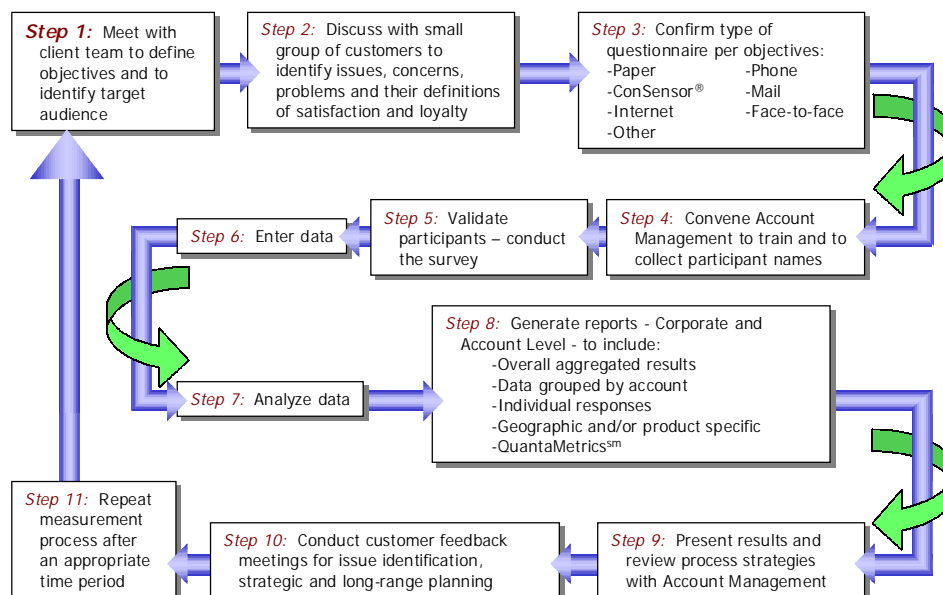 Step 1: Meet with
client team to define
objectives and to
identify target
audience
Step 2: Discuss with small
group of customers to
identify issues, concerns,
problems and their definitions
of satisfaction and loyalty
Step 3: Confirm type of
questionnaire per objectives:
-Paper -Phone
-ConSensor® -Mail
-Internet -Face-to-face
-Other
Step 4: Convene Account
Management to train and to
collect participant names
Step 5: Validate
participants – conduct
the survey
Step 6: Enter data
Step 7: Analyze data
Step 8: Generate reports - Corporate and
Account Level - to include:
-Overall aggregated results
-Data grouped by account
-Individual responses
-Geographic and/or product specific
-QuantaMetrics℠
Step 9: Present results and
review process strategies
with Account Management
Step 10: Conduct customer feedback
meetings for issue identification,
strategic and long-range planning
Step 11: Repeat
measurement
process after
an appropriate
time period